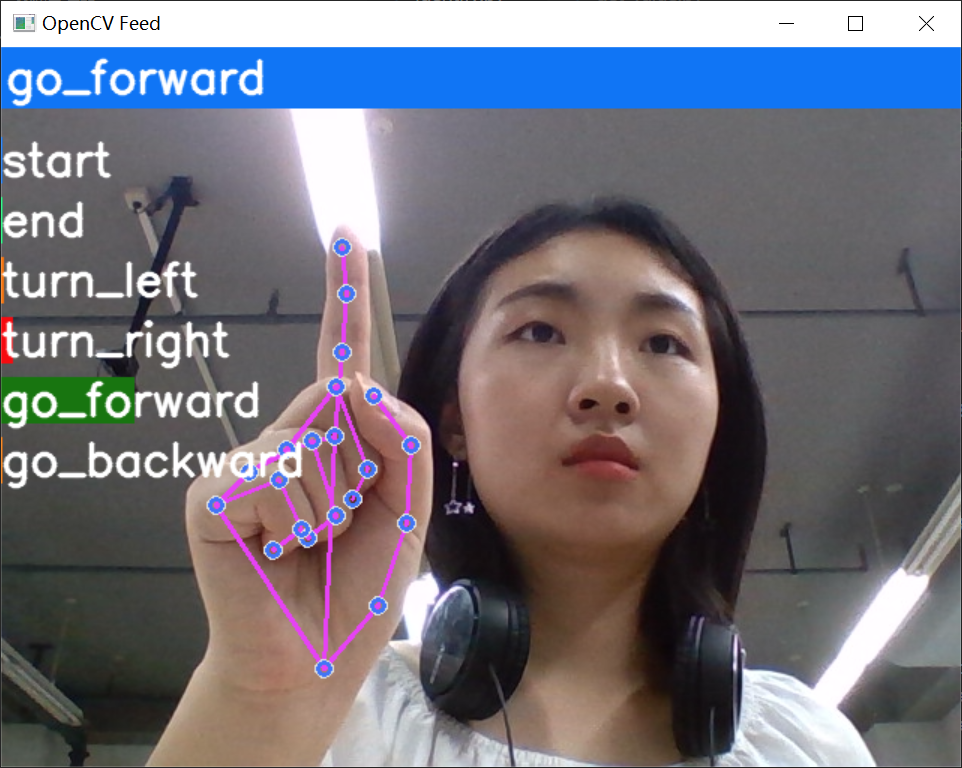 OpenCV Feed
go_forward
start
end
turn_left
turn_right
go_forward
go_backward